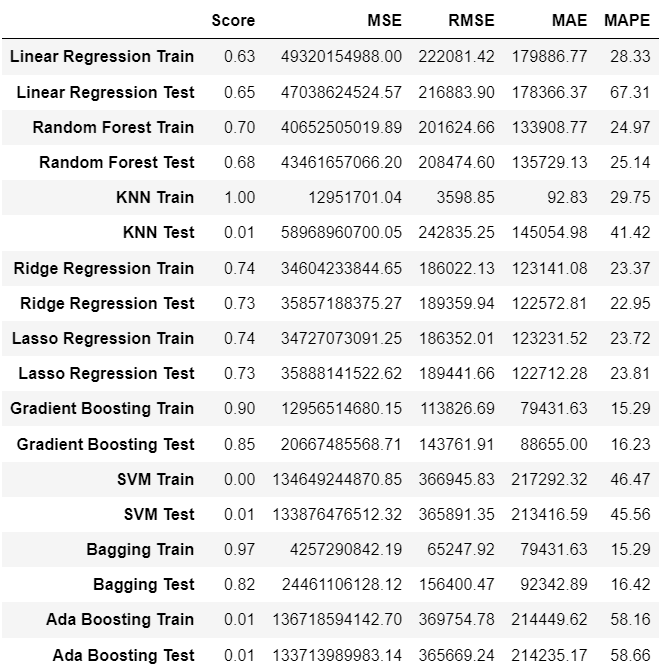 Score MSE RMSE MAE MAPE
Linear Regression Train 0.63 49320154988.00 222081.42 179886.77 28.33
Linear Regression Test 0.65 47038624524.57 216883.90 178366.37 67.31
Random Forest Train 0.70 40652505019.89 201624.66 133908.77 24.97
Random Forest Test 0.68 43461657066.20 208474.60 135729.13 25.14
KNN Train 1.00 12951701.04 3598.85 92.83 29.75
KNN Test 0.01 58968960700.05 242835.25 145054.98 41.42
Ridge Regression Train 0.74 34604233844.65 186022.13 123141.08 23.37
Ridge Regression Test 0.73 35857188375.27 189359.94 122572.81 22.95
Lasso Regression Train 0.74 34727073091.25 186352.01 123231.52 23.72
Lasso Regression Test 0.73 35888141522.62 189441.66 122712.28 23.81
Gradient Boosting Train 0.90 12956514680.15 113826.69 79431.63 15.29
Gradient Boosting Test 0.85 20667485568.71 143761.91 88655.00 16.23
SVM Train 0.00 134649244870.85 366945.83 217292.32 46.47
SVM Test 0.01 133876476512.32 365891.35 213416.59 45.56
Bagging Train 0.97 4257290842.19 65247.92 79431.63 15.29
Bagging Test 0.82 24461106128.12 156400.47 92342.89 16.42
Ada Boosting Train 0.01 136718594142.70 369754.78 214449.62 58.16
Ada Boosting Test 0.01 133713989983.14 365669.24 214235.17 58.66